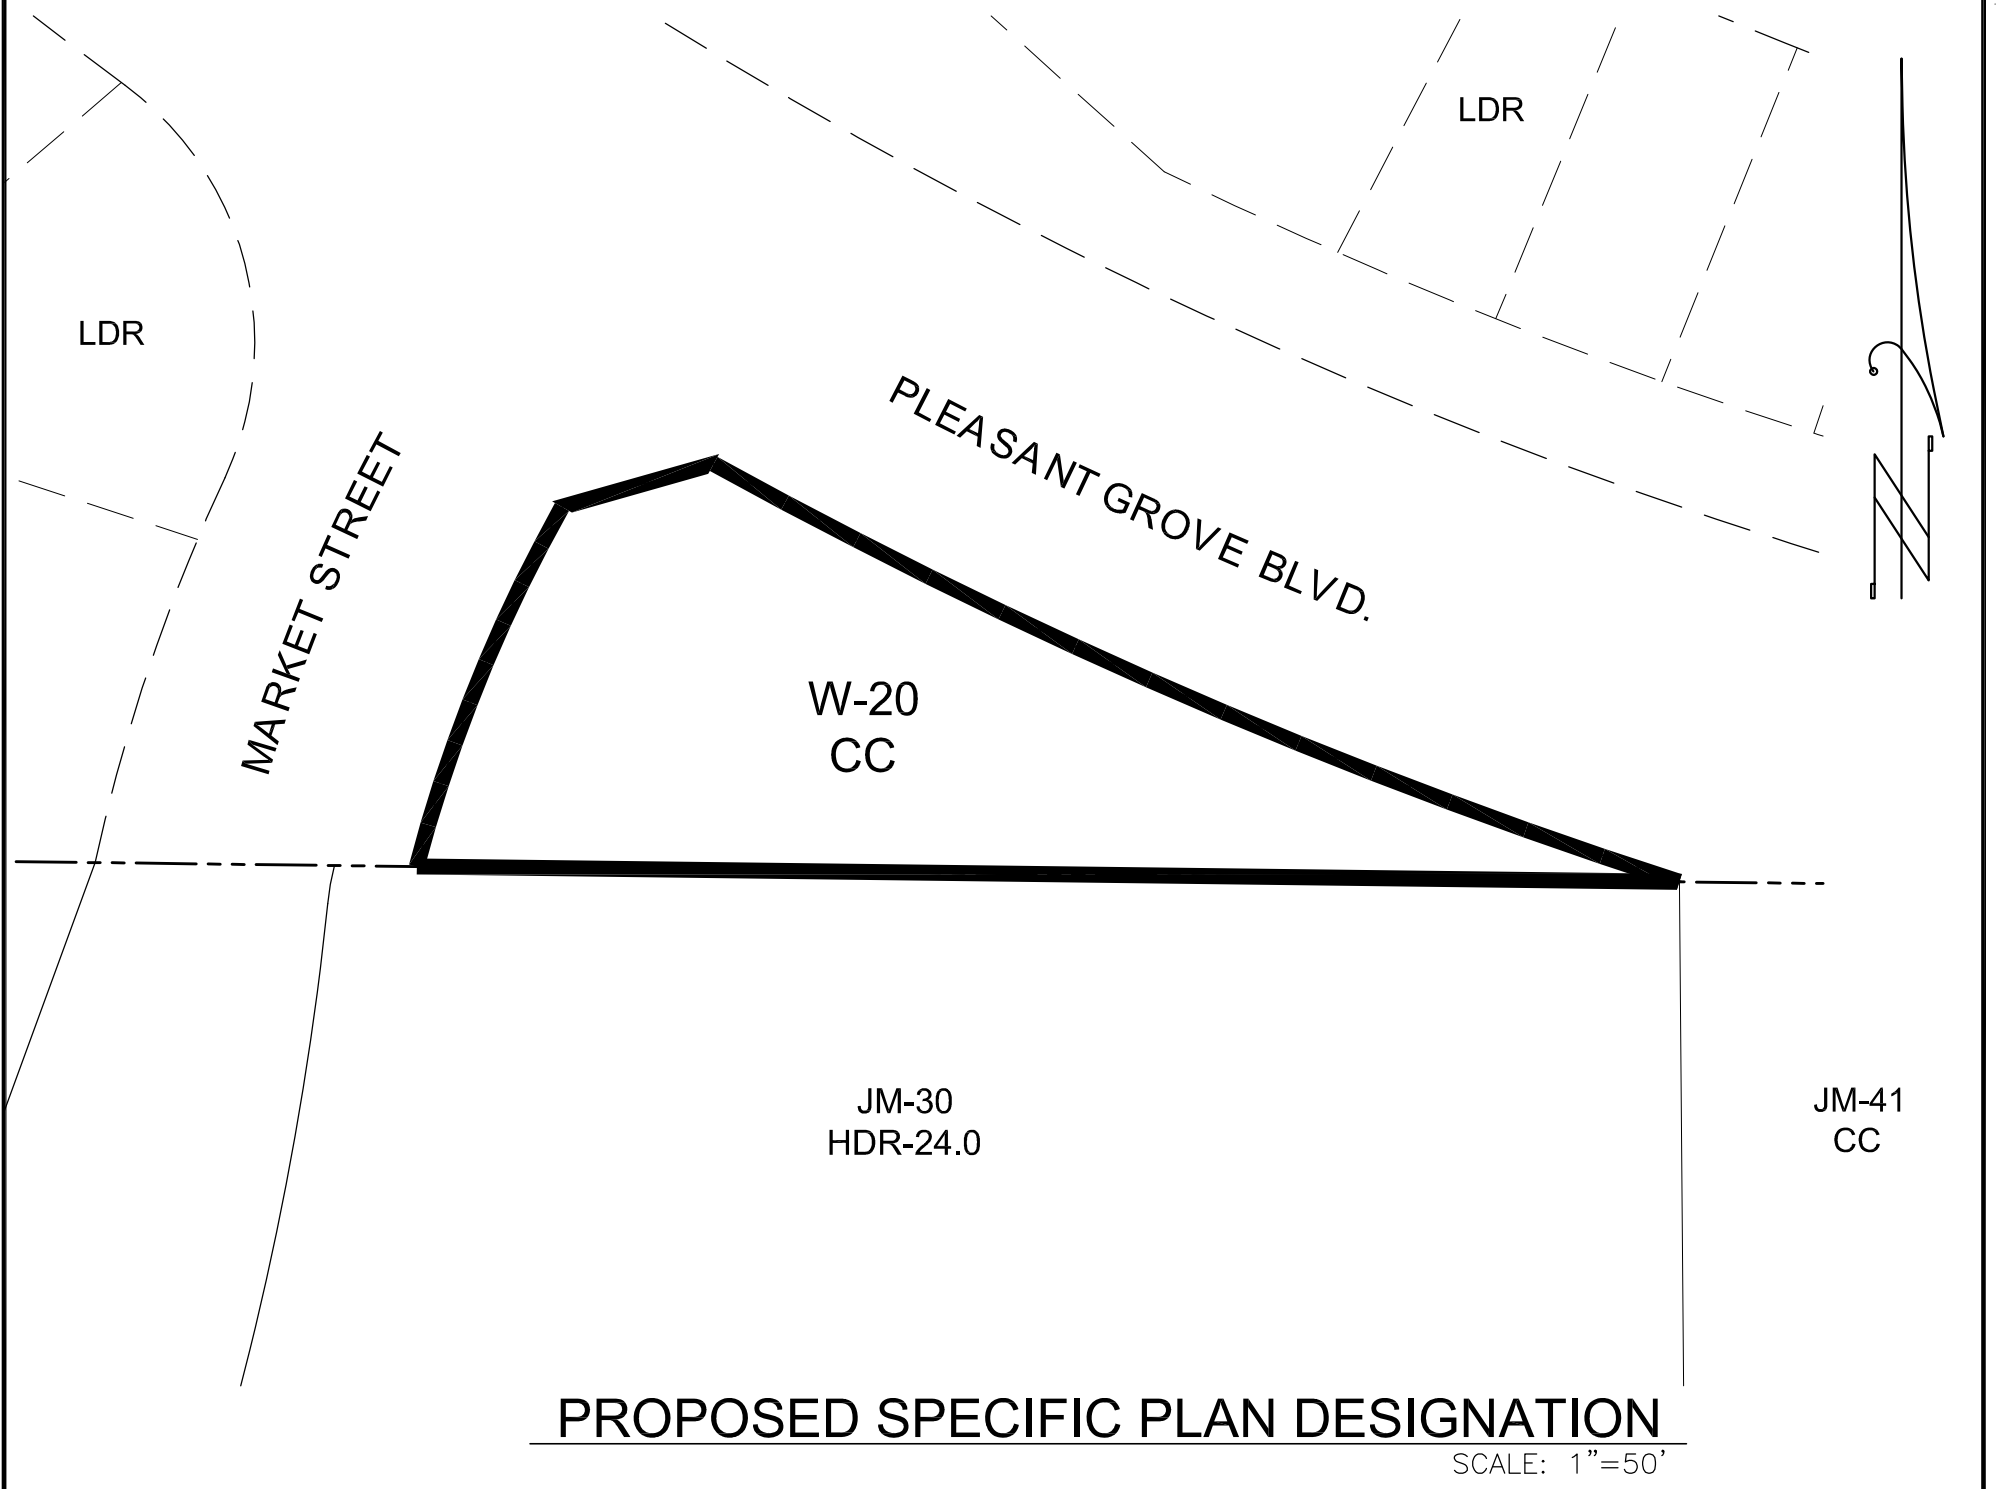 LDR
LDR
MARKET STREET
PLEASANT GROVE BLVD.
W-20
CC
JM-30
HDR-24.0
JM-41
CC
N
PROPOSED SPECIFIC PLAN DESIGNATION
SCALE: 1"=50'